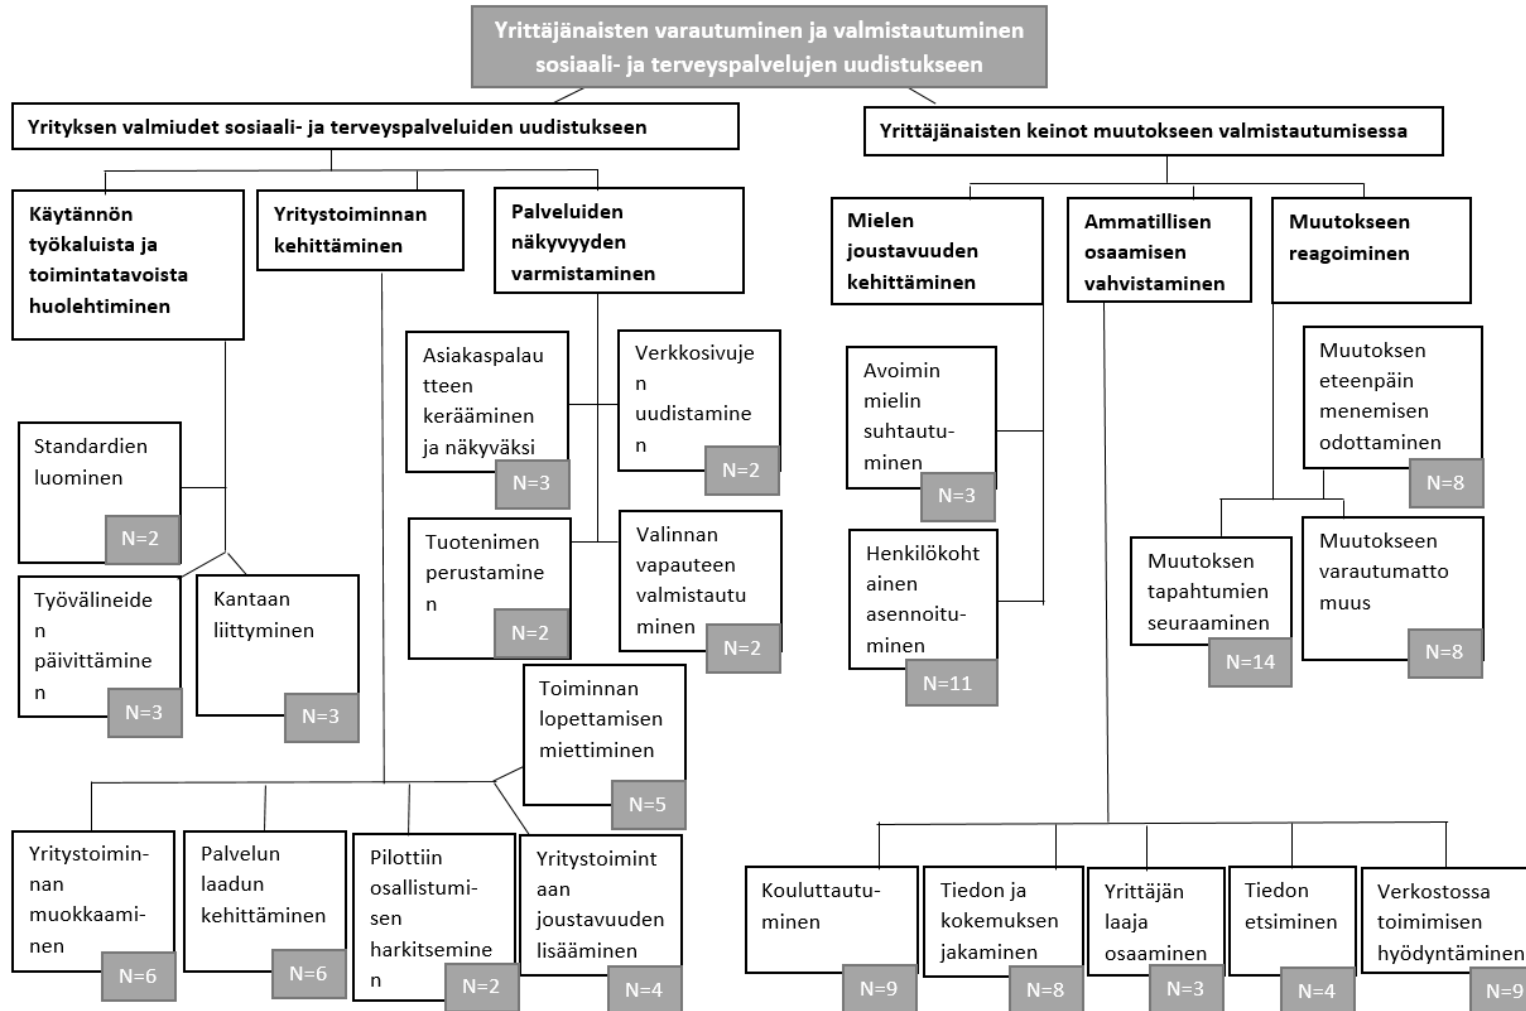 Yrittäjänaisten varautuminen ja valmistautuminen
sosiaali- ja terveyspalvelujen uudistukseen
Yrityksen valmiudet sosiaali- ja terveyspalveluiden uudistukseen
Käytännön
työkaluista ja
toimintatavoista
huolehtiminen
Standardien
luominen
N=2
Työvälineide
n
päivittämine
n
N=3
Kantaan
liittyminen
N=3
Yritystoiminnan
kehittäminen
Yritystoimin-
nan
muokkaami-
nen
N=6
Palvelun
laadun
kehittäminen
N=6
Pilottiin
osallistumi-
sen
harkitsemine
n
N=2
Toiminnan
lopettamisen
miettiminen
N=5
Yritystoimint
aan
joustavuuden
lisääminen
N=4
Palveluiden
näkyvyyden
varmistaminen
Asiakaspalau
tteen
kerääminen
ja näkyväksi
N=3
Verkkosivuje
n
uudistamine
n
N=2
Tuotenimen
perustamine
n
N=2
Valinnan
vapauteen
valmistautu
minen
N=2
Yrittäjänaisten keinot muutokseen valmistautumisessa
Mielen
joustavuuden
kehittäminen
Avoimin
mielin
suhtautu-
minen
N=3
Henkilökoht
ainen
asennoitu-
minen
N=11
Ammatillisen
osaamisen
vahvistaminen
Kouluttautu-
minen
N=9
Tiedon ja
kokemuksen
jakaminen
N=8
Yrittäjän
laaja
osaaminen
N=3
Tiedon
etsiminen
N=4
Verkostossa
toimimisen
hyödyntäminen
N=9
Muutokseen
reagoiminen
Muutoksen
eteenpäin
menemisen
odottaminen
N=8
Muutoksen
tapahtumien
seuraaminen
N=14
Muutokseen
varautumatto
muus
N=8